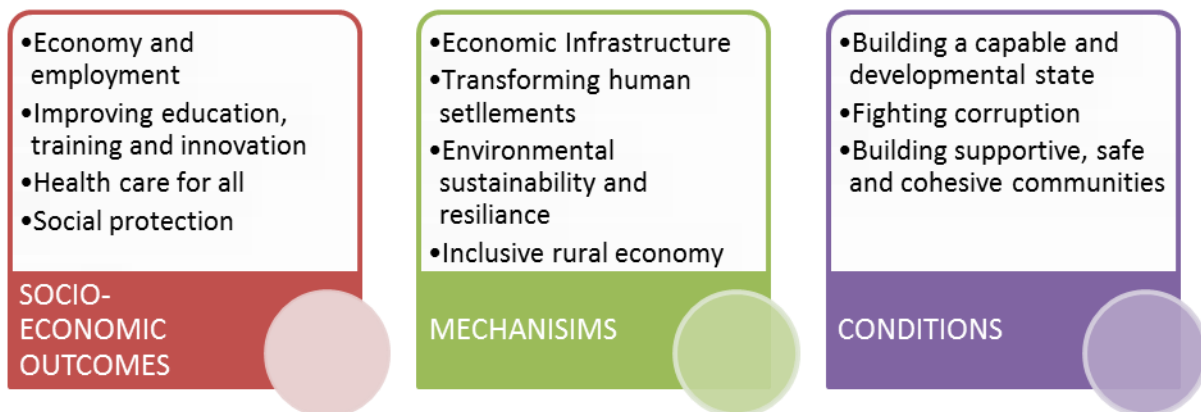 •Economy and
employment
•Improving education,
training and innovation
•Health care for all
•Social protection
SOCIO-
ECONOMIC
OUTCOMES
•Economic Infrastructure
•Transforming human
setllements
•Environmental
sustainability and
resiliance
•Inclusive rural economy
MECHANISIMS
•Building a capable and
developmental state
•Fighting corruption
•Building supportive, safe
and cohesive communities
CONDITIONS